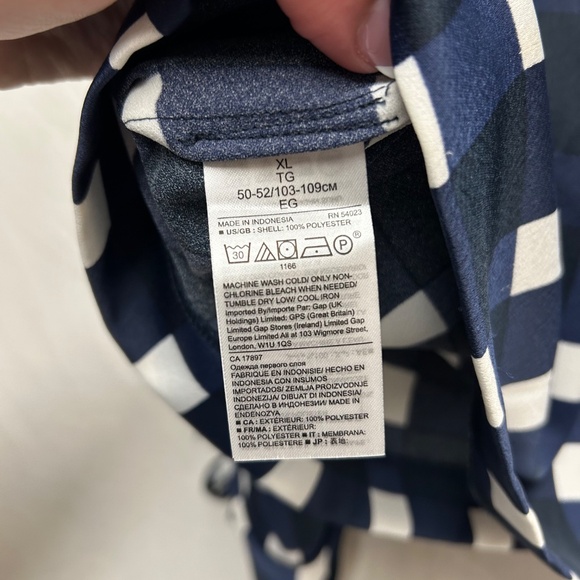 XL
TG
50-52/103-109CM
EG
MADE IN INDONESIA RN 54023
■ US/GB : SHELL: 100% POLYESTER
30 P ®
1166
MACHINE WASH COLD/ ONLY NON-
CHLORINE BLEACH WHEN NEEDED/
TUMBLE DRY LOW/ COOL IRON
Imported By/Importe Par: Gap (UK
Holdings) Limited: GPS (Great Britain)
Limited Gap Stores (Ireland) Limited Gap
Europe Limited All at 103 Wigmore Street,
London, W1U 1QS
CA 17897
Одежда первого слоя
FABRIQUÉ EN INDONÉSIE/ HECHO EN
INDONESIA CON INSUMOS
IMPORTADOS/ ZEMLJA PROIZVODNJE
INDONEZIJA/ DIBUAT DI INDONESIA/
СДЕЛАНО В ИНДОНЕЗИИ/ MADE IN
ENDENOZYA
■ CA : EXTÉRIEUR: 100% POLYESTER
■ FR/MA : EXTÉRIEUR: 100%
POLYESTER ■ IT : MEMBRANA:
100% POLIESTERE ■ JP : 表地: